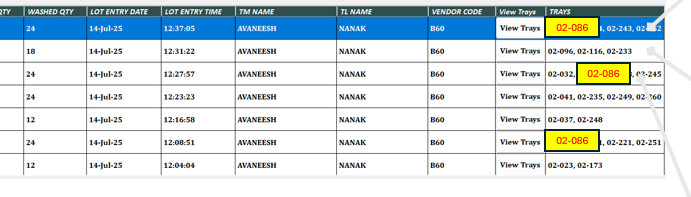 QTY WASHED QTY LOT ENTRY DATE LOT ENTRY TIME TM NAME TL NAME VENDOR CODE View Trays TRAYS
24 14-Jul-25 12:37:05 AVANEESH NANAK B60 View Trays 02-086 02-243,
18 14-Jul-25 12:31:22 AVANEESH NANAK B60 View Trays 02-096, 02-116, 02-233
24 14-Jul-25 12:27:57 AVANEESH NANAK B60 View Trays 02-032, 02-086 02-245
24 14-Jul-25 12:23:23 AVANEESH NANAK B60 View Trays 02-041, 02-235, 02-249, 02-260
12 14-Jul-25 12:16:58 AVANEESH NANAK B60 View Trays 02-037, 02-248
24 14-Jul-25 12:08:51 AVANEESH NANAK B60 View Trays 02-086 02-221, 02-251
12 14-Jul-25 12:04:04 AVANEESH NANAK B60 View Trays 02-023, 02-173